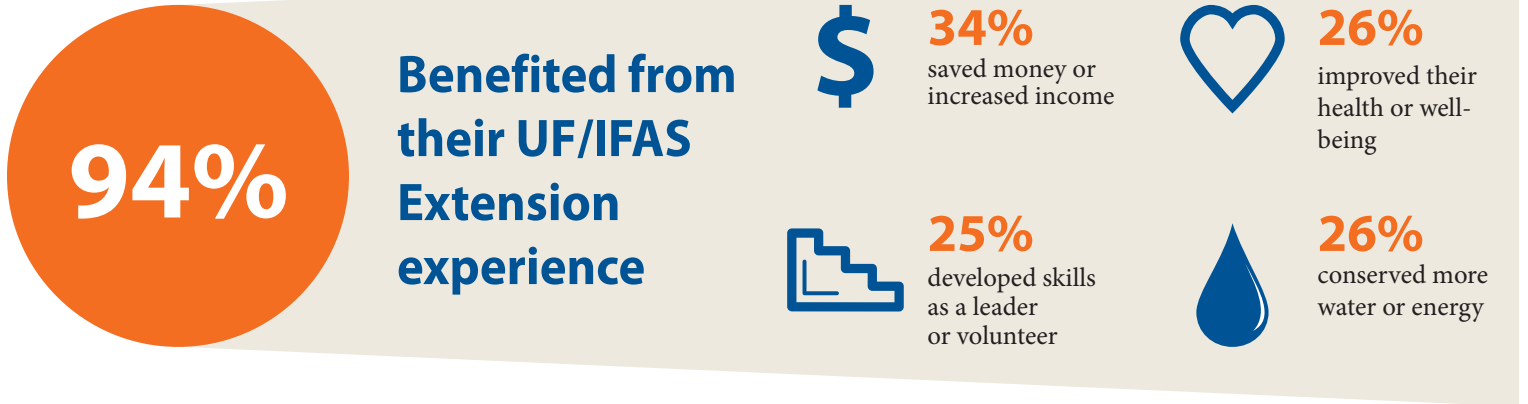 94%
Benefited from
their UF/IFAS
Extension
experience
34%
saved money or
increased income
26%
improved their
health or well-
being
25%
developed skills
as a leader
or volunteer
26%
conserved more
water or energy